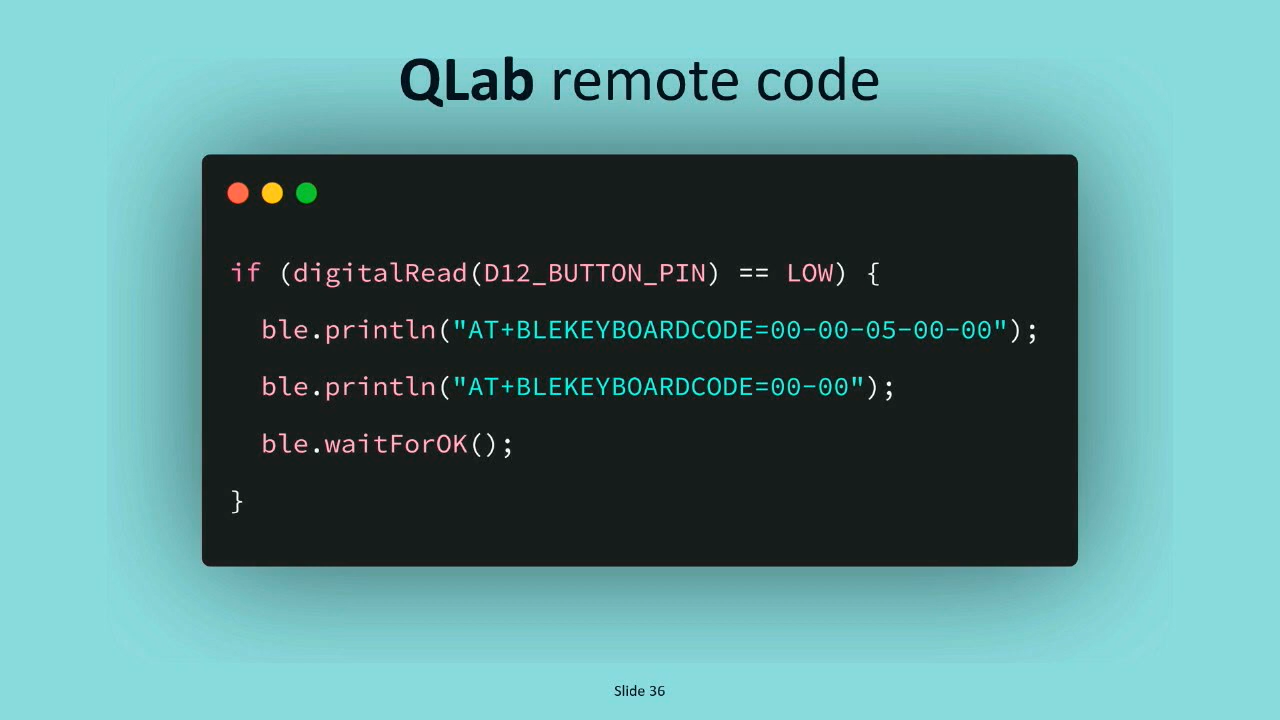 QLab remote code
if (digitalRead(D12_BUTTON_PIN) == LOW) {
  ble.println("AT+BLEKEYBOARDCODE=00-00-05-00-00");
  ble.println("AT+BLEKEYBOARDCODE=00-00");
  ble.waitForOK();
}
Slide 36